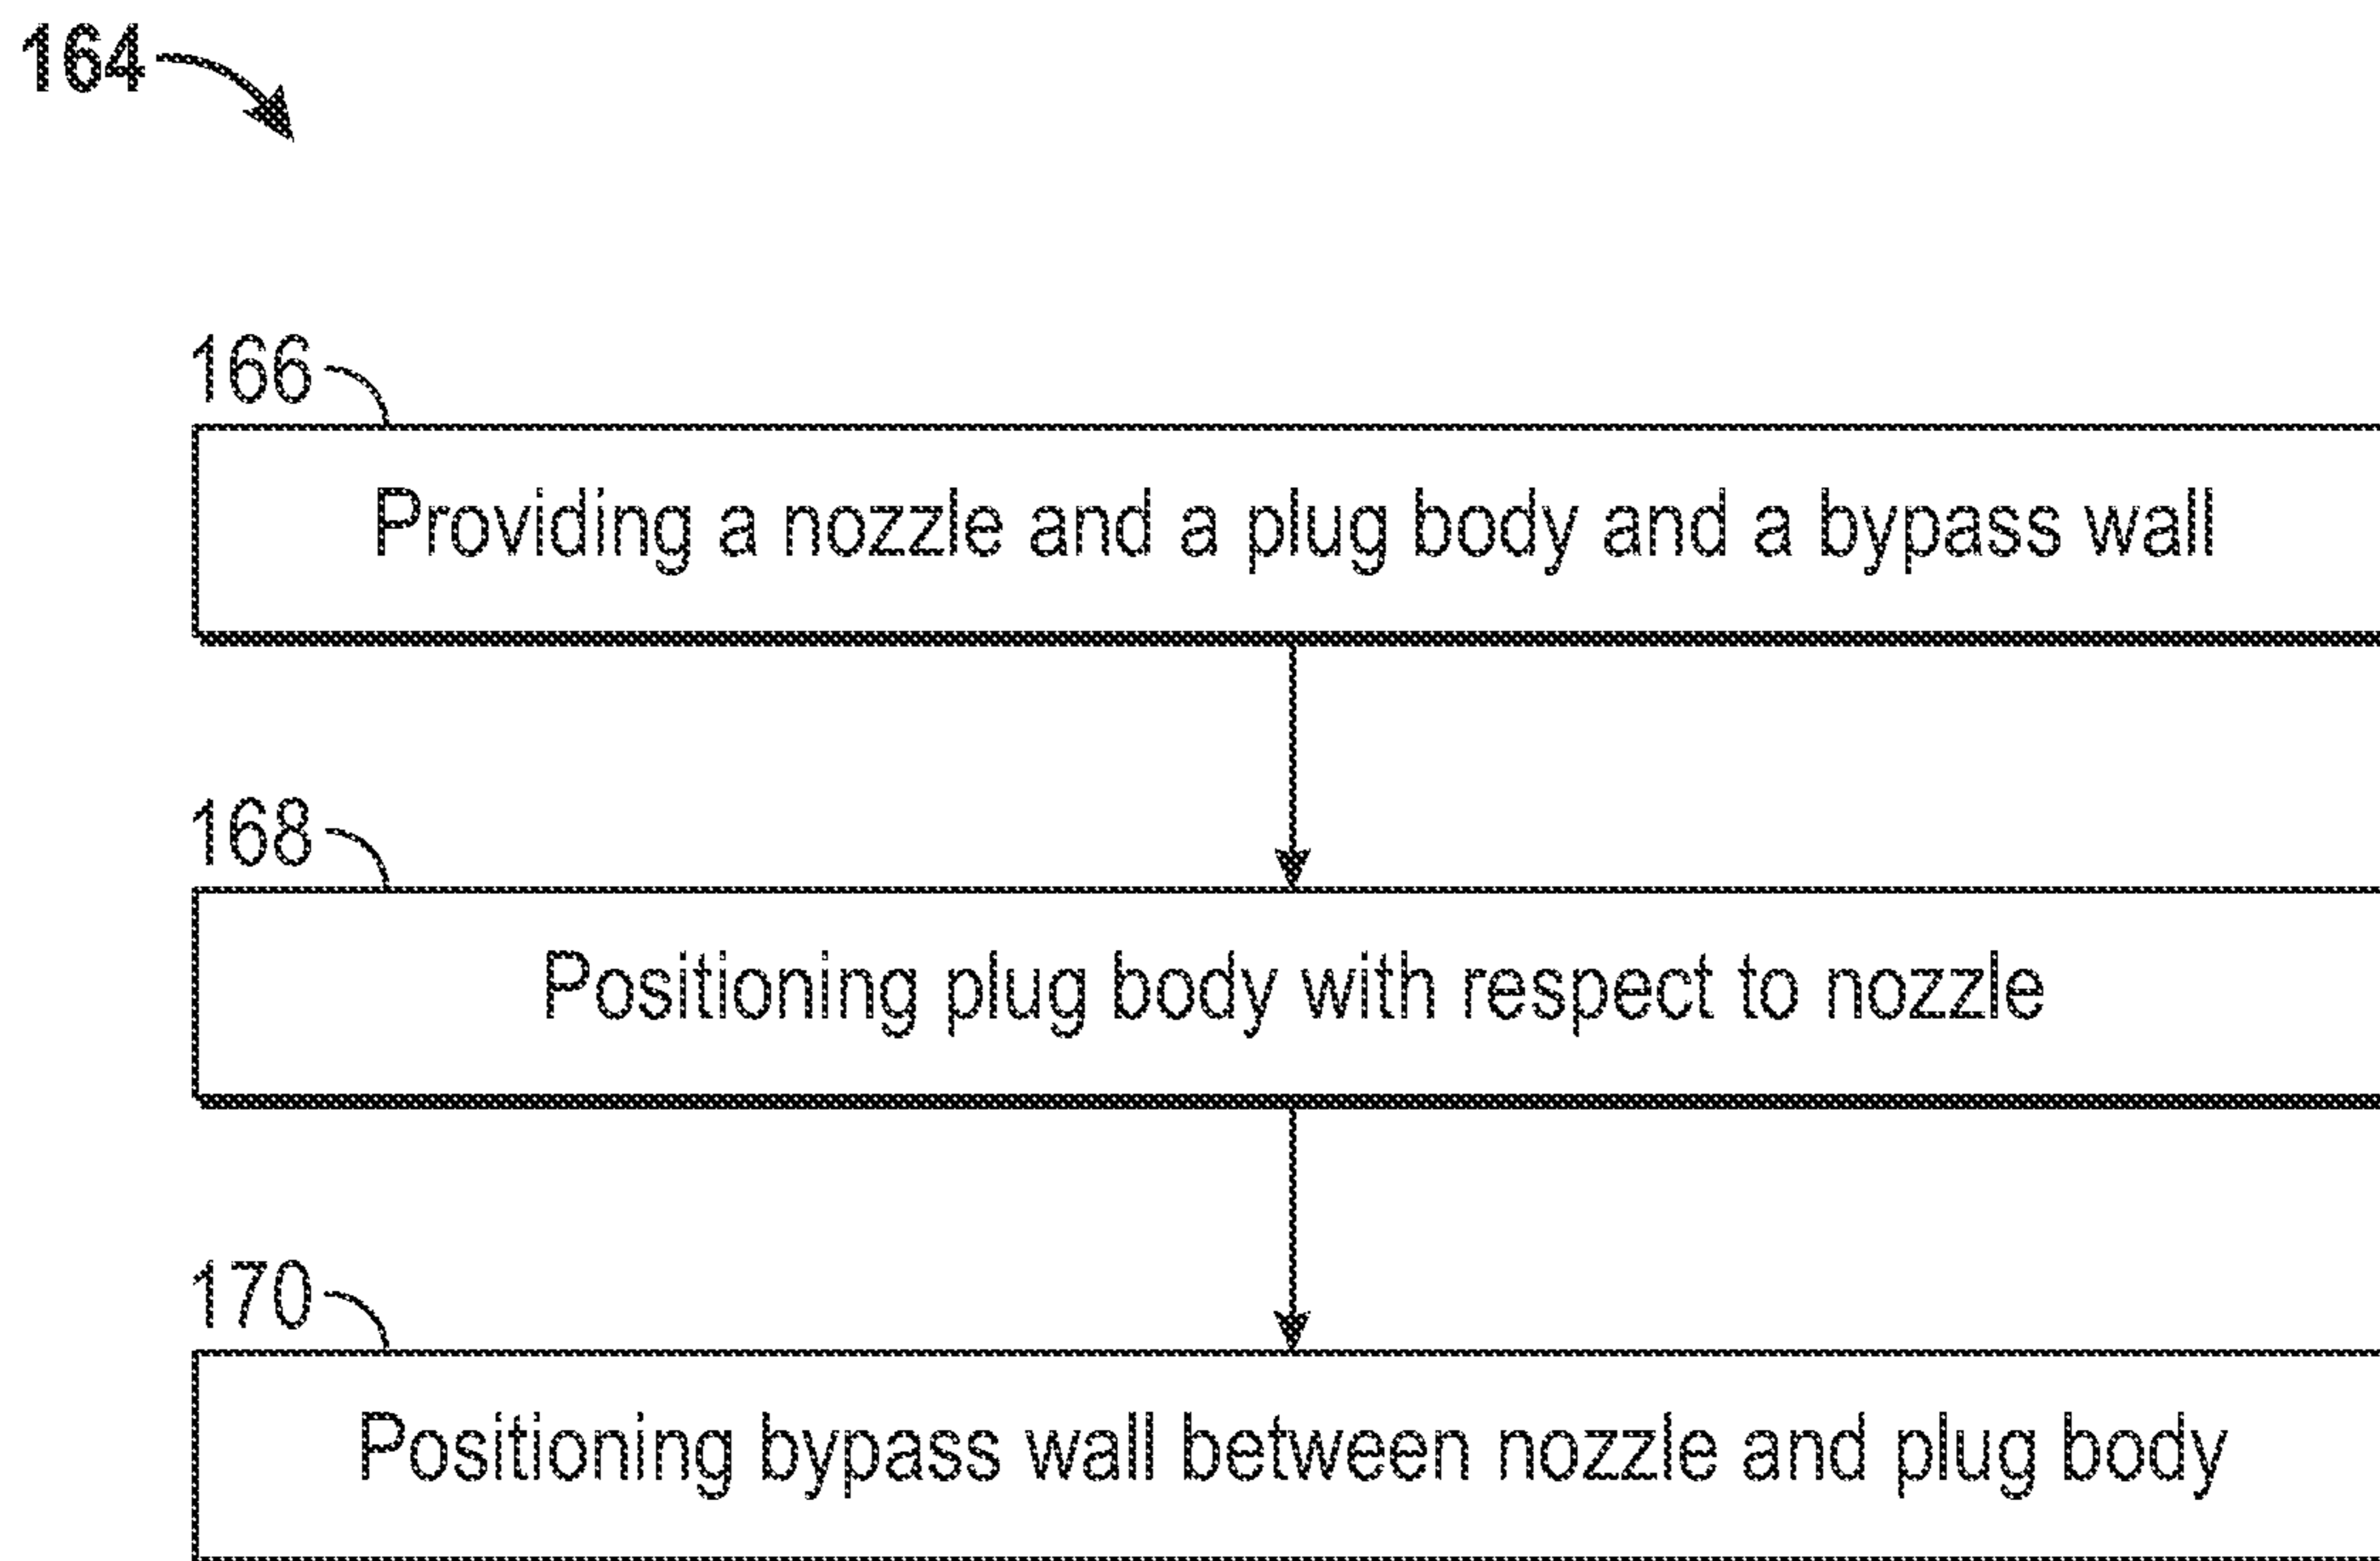 164
166
Providing a nozzle and a plug body and a bypass wall
168
Positioning plug body with respect to nozzle
170
Positioning bypass wall between nozzle and plug body